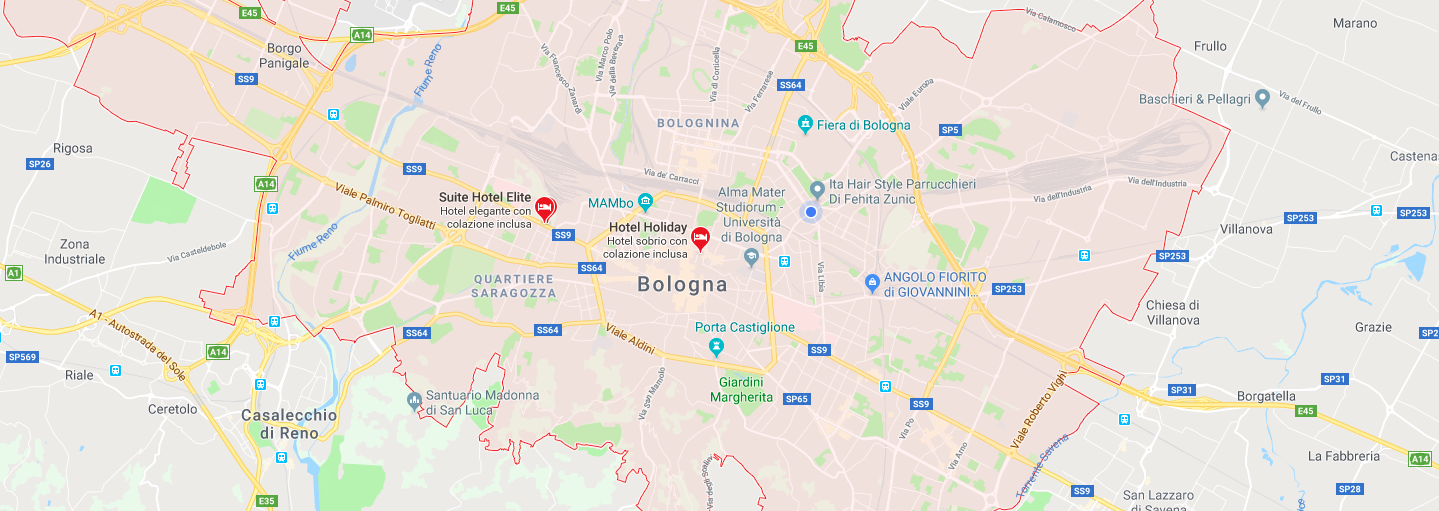 E45
E45
Via Calamosco
Marano
A14
Borgo
Panigale
Fiume Reno
Via Francesco Zanardi
Via Marco Polo
Via della Beverara
Via di Corticella
Via Ferrarese
E45
Frullo
SS9
SS64
Viale Europa
Baschieri & Pellagri
Via del Frullo
BOLOGNINA
Fiera di Bologna
SP5
Rigosa
SP26
SS9
Via de' Carracci
Castena
A14
Viale Palmiro Togliatti
Suite Hotel Elite
Hotel elegante con
colazione inclusa
MAMbo
Alma Mater
Studiorum -
Università
di Bologna
Ita Hair Style Parrucchieri
Di Fehita Zunic
Via dell'Industria
Via dell'Industria
SP253
SP253
Hotel Holiday
Hotel sobrio con
colazione inclusa
SS9
Fiume Reno
Villanova
Zona
Industriale
Via Casteldebole
SP253
A1
QUARTIERE
SARAGOZZA
SS64
Bologna
Via Libia
ANGOLO FIORITO
di GIOVANNINI...
SP253
Chiesa di
Villanova
A1 - Autostrada del Sole
SS64
SS64
Viale Aldini
Porta Castiglione
Grazie
SP2
SP569
A14
SS9
Riale
Giardini
Margherita
Via San Mamolo
Viale Roberto Vighi
SP31
SP31
Borgatella
Ceretolo
Santuario Madonna
di San Luca
SP65
SS9
E45
Casalecchio
di Reno
Via Po
Via Arno
Torrente Savena
La Fabbreria
A14
Via degli
E35
SS9
SP28
San Lazzaro
di Savena